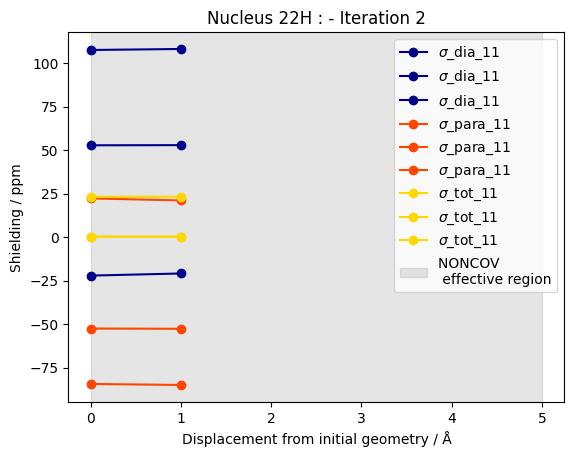 Nucleus 22H : - Iteration 2
Shielding / ppm
100
75
50
25
0
−25
−50
−75
σ_dia_11
σ_dia_11
σ_dia_11
σ_para_11
σ_para_11
σ_para_11
σ_tot_11
σ_tot_11
σ_tot_11
NONCOV
effective region
0 1 2 3 4 5
Displacement from initial geometry / Å